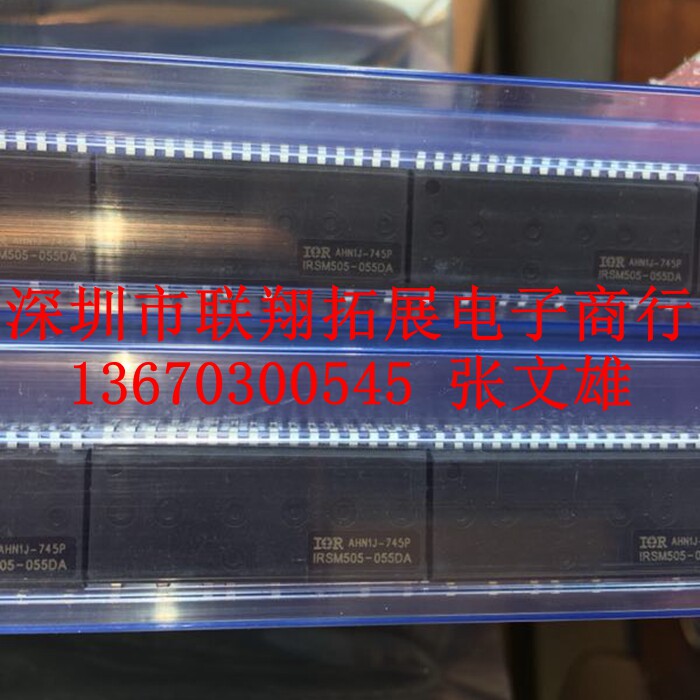 IOR AHN1J-745P
IRSM505-055DA
IOR AHN1J-745P
IRSM505-055DA
SM505-055DA
深圳市联翔拓展电子商行
13670300545 张文雄
AHN1J-745P
505-055DA
IOR AHN1J-745P
IRSM505-055DA
IOR AHN1J-
IRSM505-0